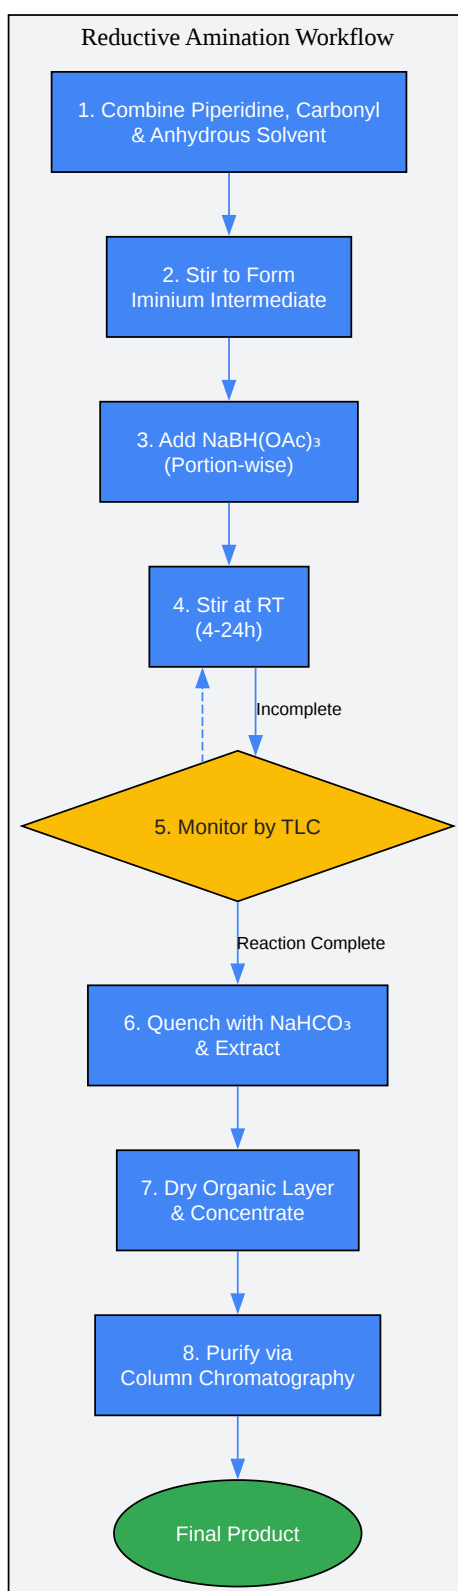 Reductive Amination Workflow
1. Combine Piperidine, Carbonyl
& Anhydrous Solvent
2. Stir to Form
Iminium Intermediate
3. Add NaBH(OAc)₃
(Portion-wise)
4. Stir at RT
(4-24h)
Incomplete
5. Monitor by TLC
Reaction Complete
6. Quench with NaHCO₃
& Extract
7. Dry Organic Layer
& Concentrate
8. Purify via
Column Chromatography
Final Product